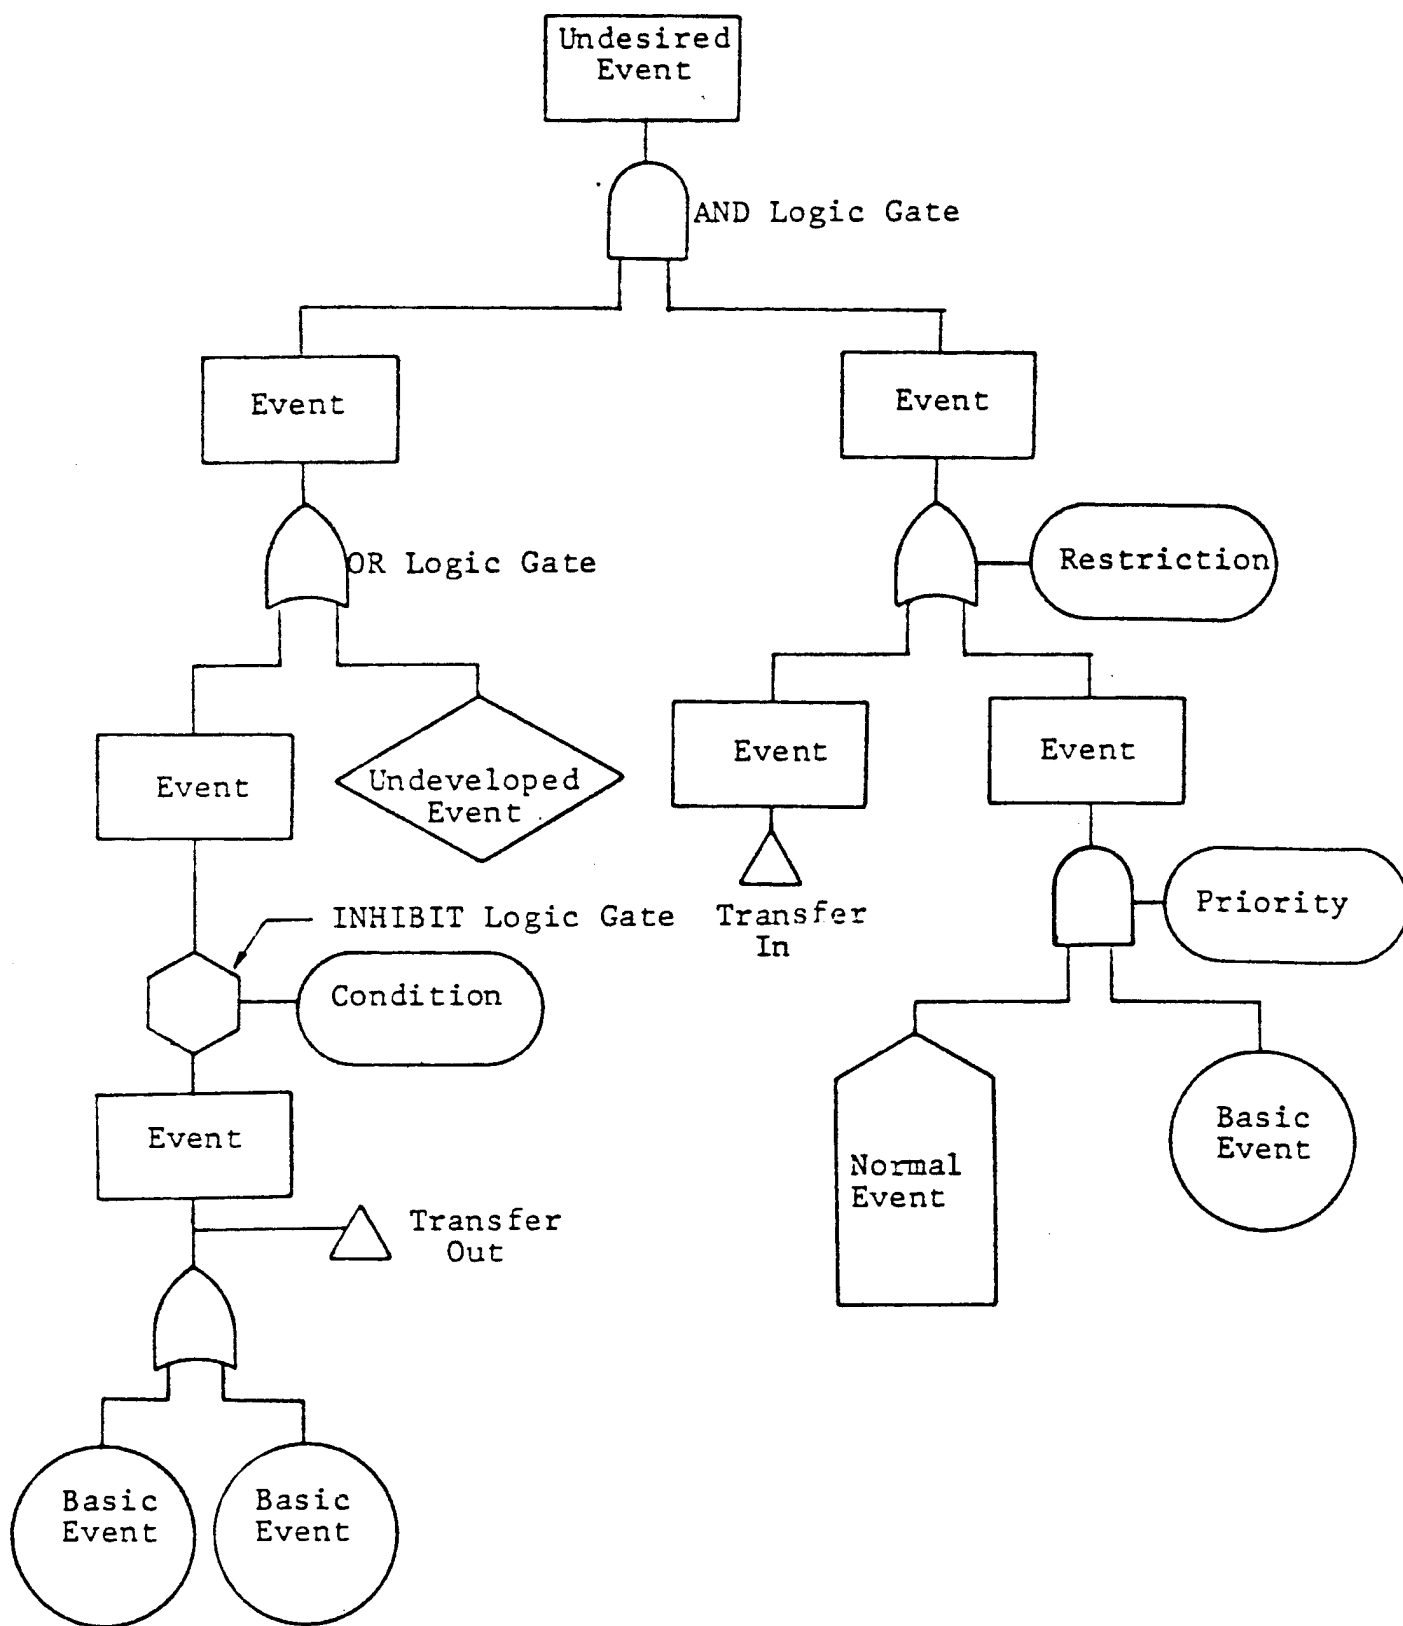 Undesired
Event
AND Logic Gate
Event
Event
OR Logic Gate
Restriction
Event
Undeveloped
Event
Event
Event
INHIBIT Logic Gate
Transfer
In
Priority
Condition
Event
Normal
Event
Basic
Event
Transfer
Out
Basic
Event
Basic
Event